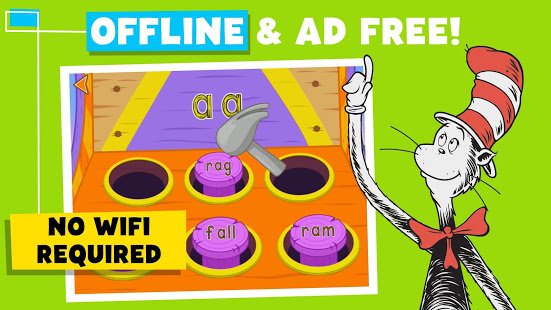 OFFLINE & AD FREE!
a a
rag
fall ram
NO WIFI
REQUIRED